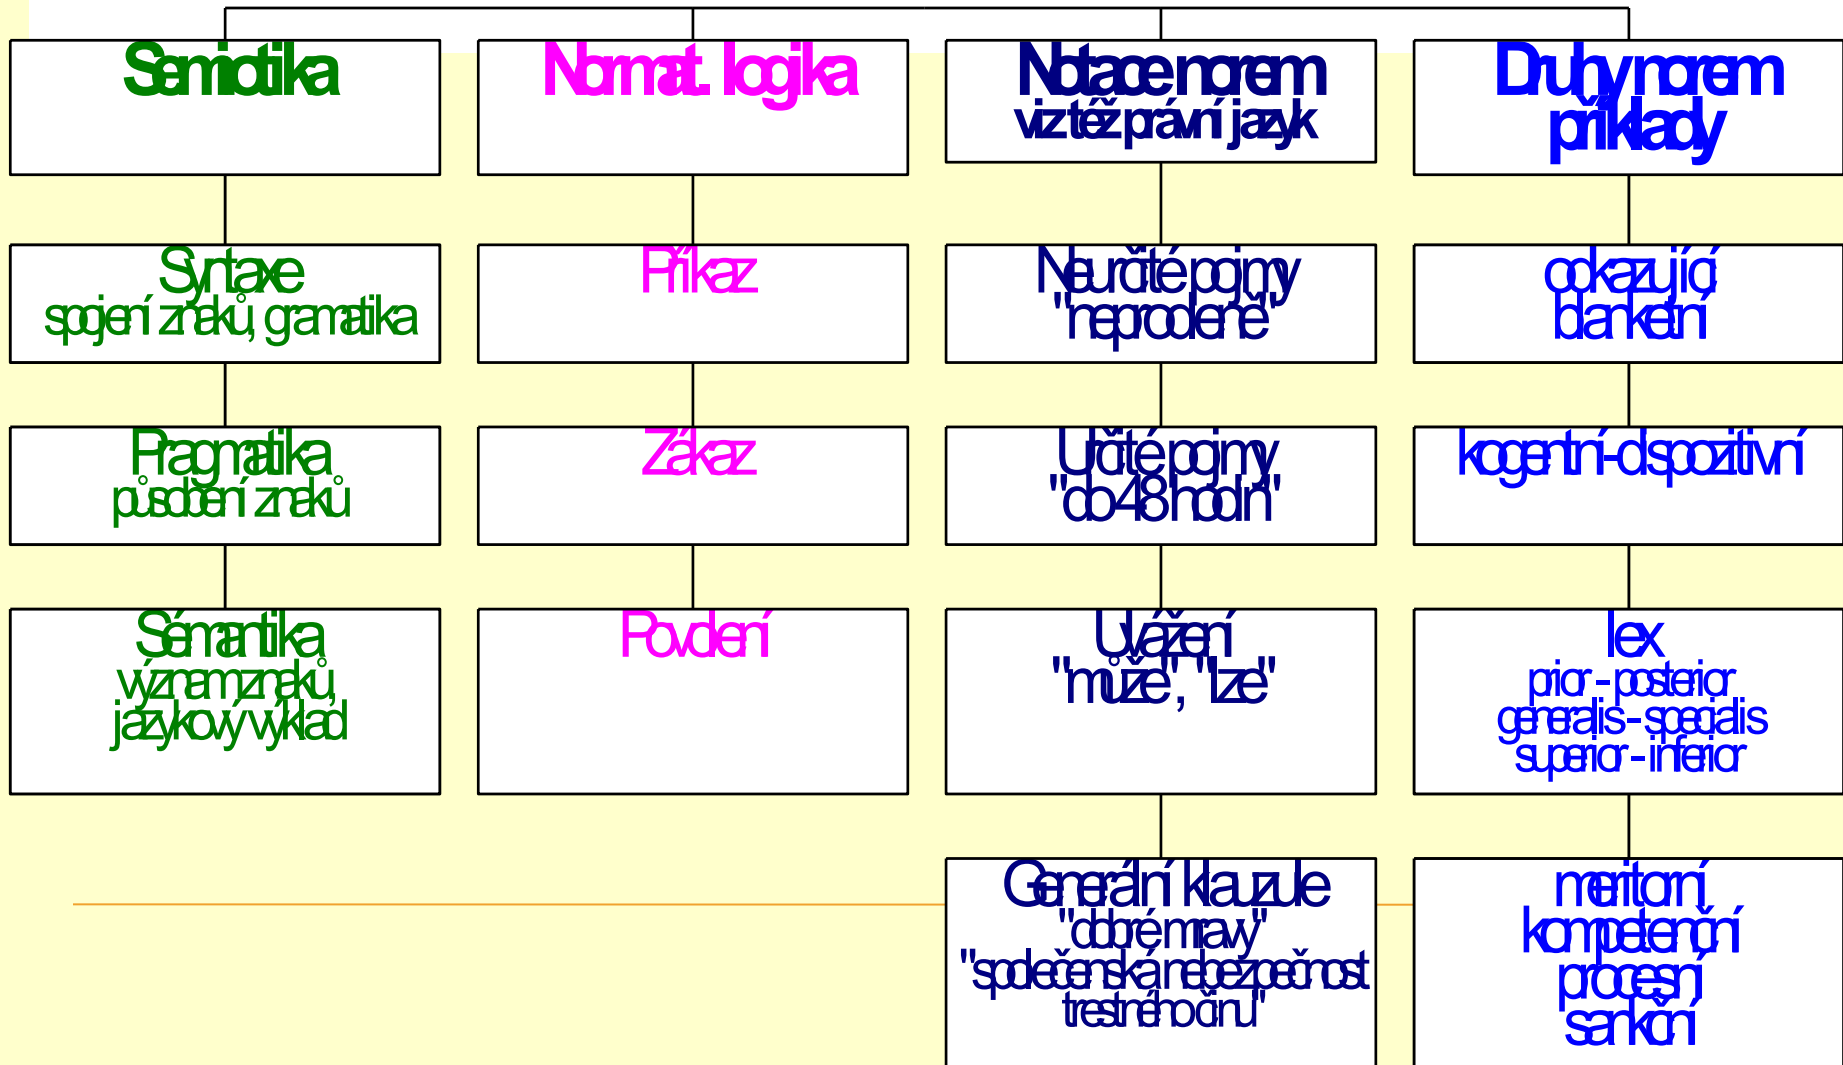 Semiotika
Normat. logika
Notace norem
viz též právní jazyk
Druhy norem
příklady
Syntaxe
spojení znaků, gramatika
Příkaz
Neurčité pojmy
"neprodleně"
odkazující
blanketní
Pragmatika
působení znaků
Zákaz
Určité pojmy
"do 48 hodin"
kogentní-dispozitivní
Sémantika
význam znaků,
jazykový výklad
Povolení
Uvážení
"může", "lze"
lex
prior - posterior
generalis - specialis
superior - inferior
Generální klauzule
"dobré mravy"
"společenská nebezpečnost
trestného činu"
meritorní
kompetenční
procesní
sankční